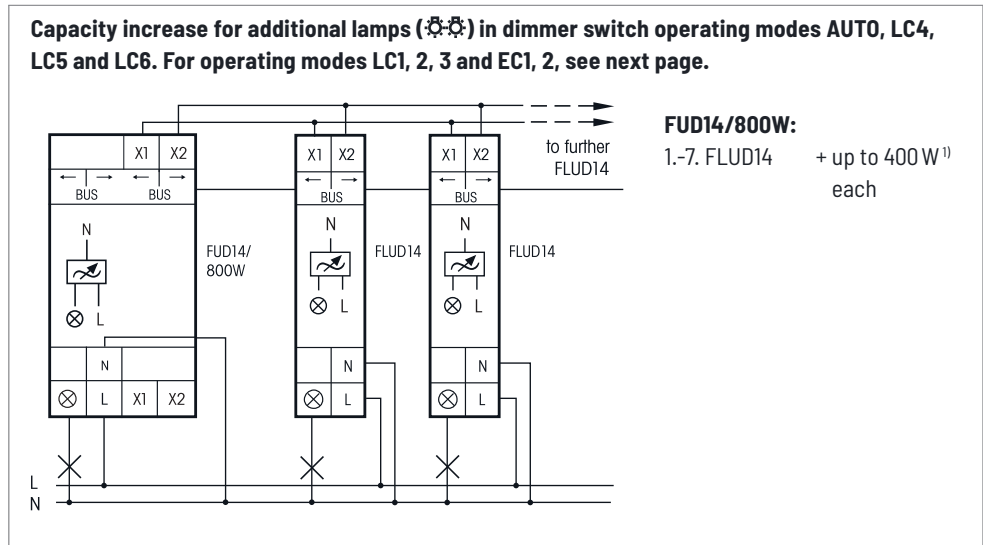 Capacity increase for additional lamps () in dimmer switch operating modes AUTO, LC4,
LC5 and LC6. For operating modes LC1, 2, 3 and EC1, 2, see next page.
FUD14/800W:
1.-7. FLUD14 + up to 400 W 1)
each
to further
FLUD14
X1 X2
BUS BUS
N
L
FUD14/
800W
N
L X1 X2
X1 X2
BUS
N
L
FLUD14
N
L
X1 X2
BUS
N
L
FLUD14
N
L
L
N